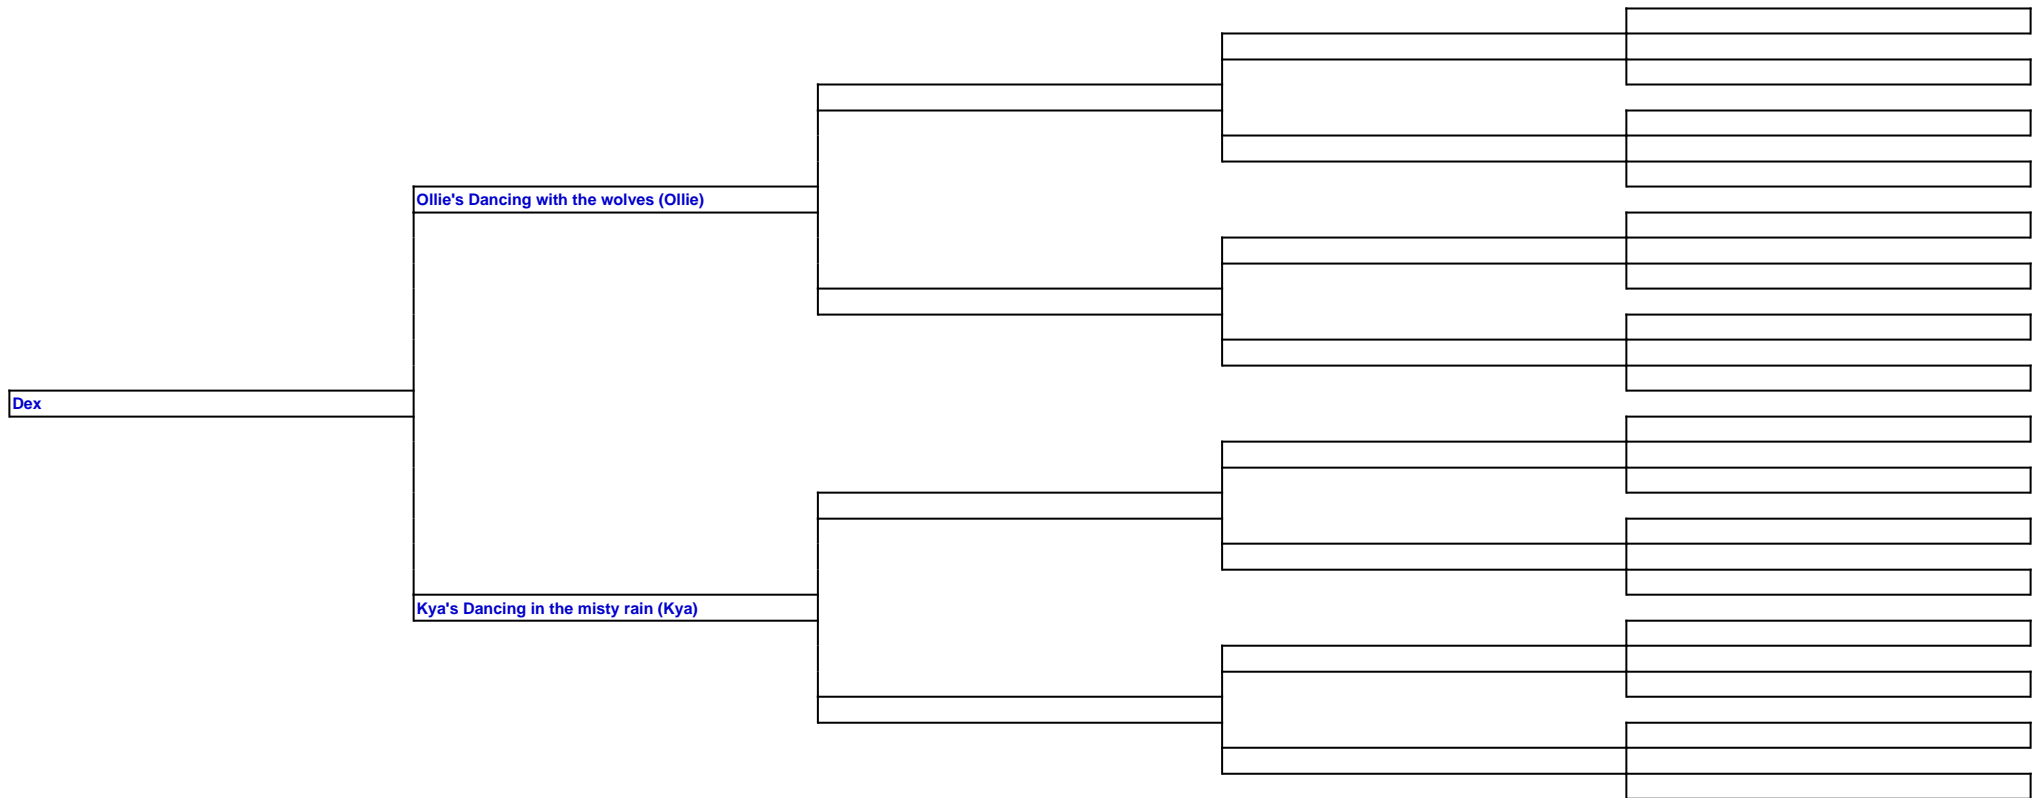 Ollie's Dancing with the wolves (Ollie)
Dex
Kya's Dancing in the misty rain (Kya)